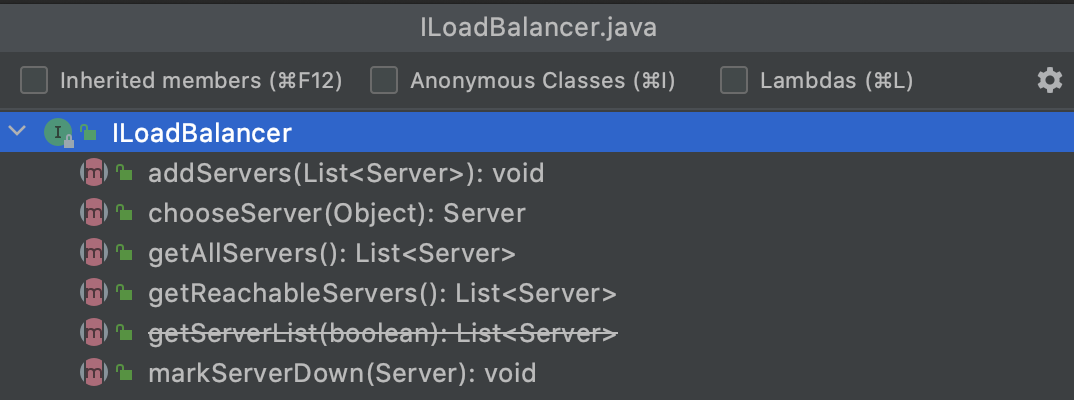 ILoadBalancer.java
Inherited members (⌘F12) Anonymous Classes (⌘I) Lambdas (⌘L)
I ILoadBalancer
m addServers(List<Server>): void
m chooseServer(Object): Server
m getAllServers(): List<Server>
m getReachableServers(): List<Server>
m getServerList(boolean): List<Server>
m markServerDown(Server): void